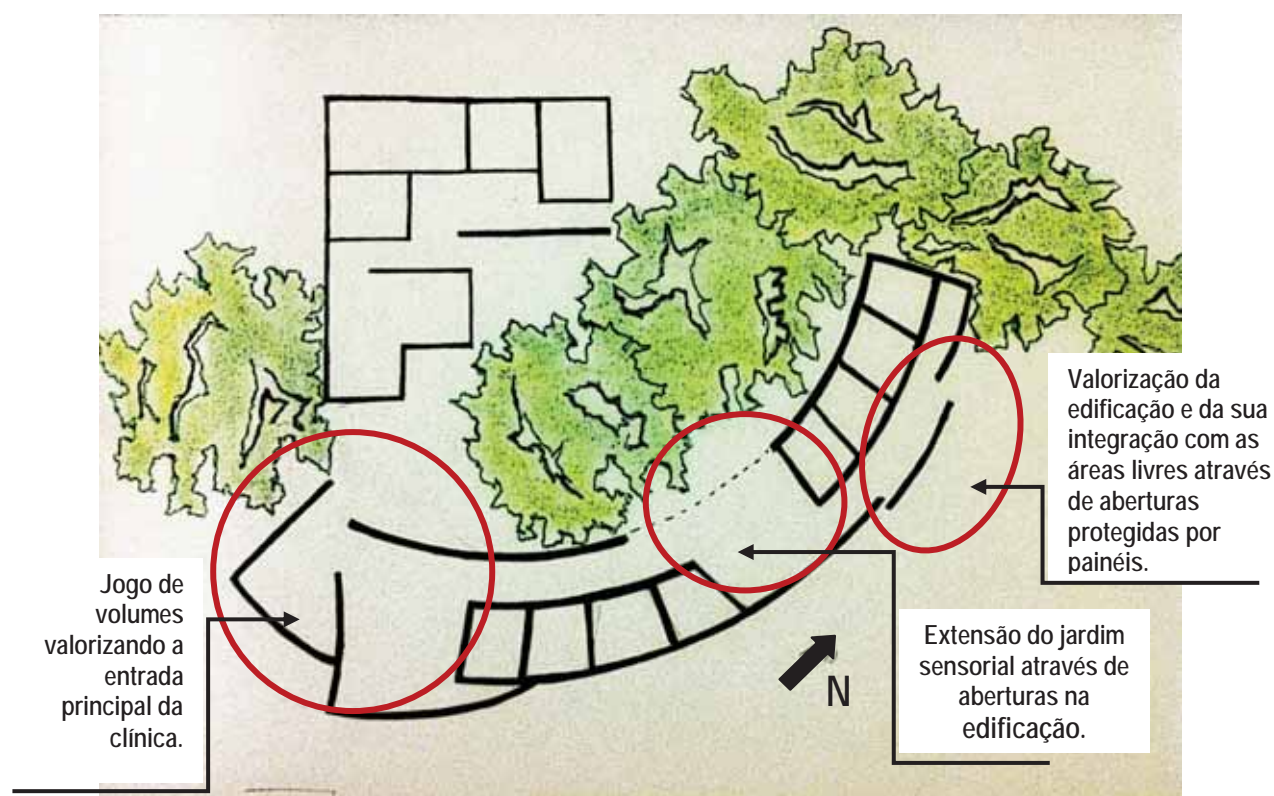 Jogo de
volumes
valorizando a
entrada
principal da
clínica.
Valorização da
edificação e da sua
integração com as
áreas livres através
de aberturas
protegidas por
painéis.
Extensão do jardim
sensorial através de
aberturas na
edificação.
N